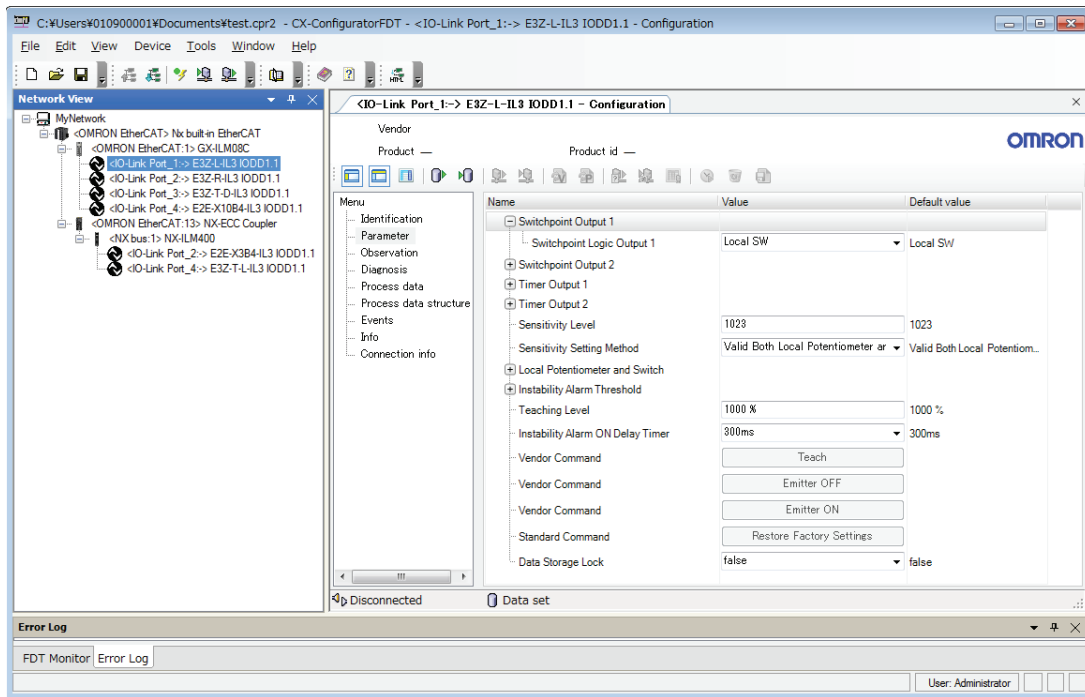 C:¥Users¥010900001¥Documents¥test.cpr2 - CX-ConfiguratorFDT - <IO-Link Port_1:-> E3Z-L-IL3 IODD1.1 - Configuration
File Edit View Device Tools Window Help
Network View
MyNetwork
<OMRON EtherCAT> Nx built-in EtherCAT
<OMRON EtherCAT:1> GX-ILM08C
<IO-Link Port_1:-> E3Z-L-IL3 IODD1.1
<IO-Link Port_2:-> E3Z-R-IL3 IODD1.1
<IO-Link Port_3:-> E3Z-T-D-IL3 IODD1.1
<IO-Link Port_4:-> E2E-X10B4-IL3 IODD1.1
<OMRON EtherCAT:13> NX-ECC Coupler
<NX bus:1> NX-ILM400
<IO-Link Port_2:-> E2E-X3B4-IL3 IODD1.1
<IO-Link Port_4:-> E3Z-T-L-IL3 IODD1.1
<IO-Link Port_1:-> E3Z-L-IL3 IODD1.1 - Configuration
Vendor
Product — Product id —
OMRON
Menu
Identification
Parameter
Observation
Diagnosis
Process data
Process data structure
Events
Info
Connection info
Name Value Default value
Switchpoint Output 1
Switchpoint Logic Output 1 Local SW Local SW
Switchpoint Output 2
Timer Output 1
Timer Output 2
Sensitivity Level 1023 1023
Sensitivity Setting Method Valid Both Local Potentiometer ar Valid Both Local Potentiom...
Local Potentiometer and Switch
Instability Alarm Threshold
Teaching Level 1000 % 1000 %
Instability Alarm ON Delay Timer 300ms 300ms
Vendor Command Teach
Vendor Command Emitter OFF
Vendor Command Emitter ON
Standard Command Restore Factory Settings
Data Storage Lock false false
Disconnected Data set
Error Log
FDT Monitor Error Log
User: Administrator